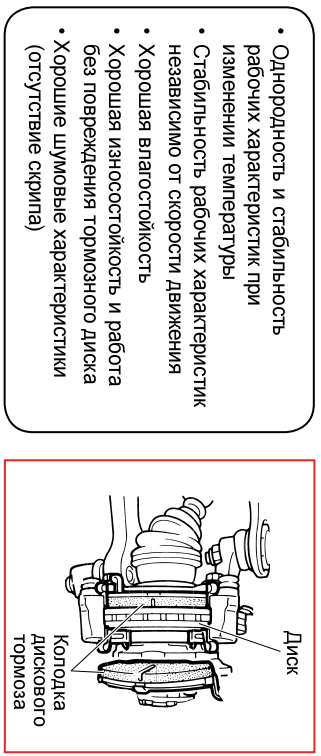 • Однородность и стабильность
рабочих характеристик при
изменении температуры
• Стабильность рабочих характеристик
независимо от скорости движения
• Хорошая влагостойкость
• Хорошая износостойкость и работа
без повреждения тормозного диска
• Хорошие шумовые характеристики
(отсутствие скрипа)
Диск
Колодка
дискового
тормоза